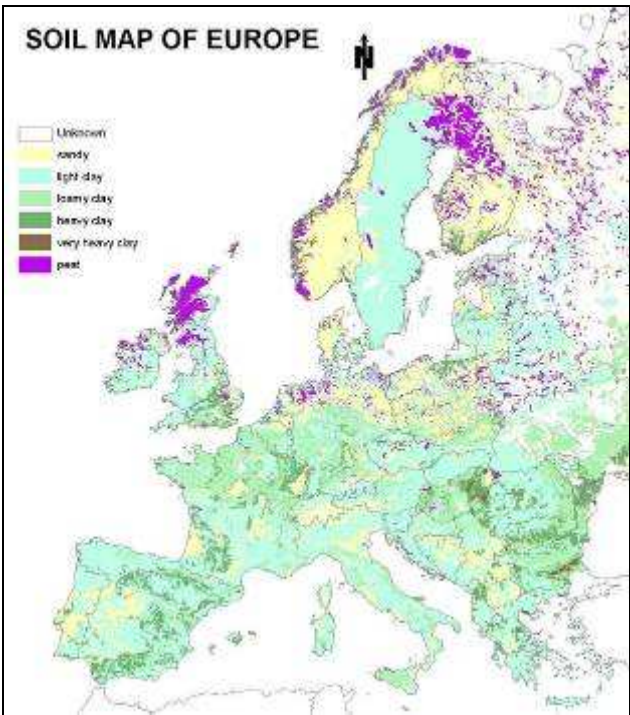 SOIL MAP OF EUROPE
N
Unknown
sandy
light clay
loamy clay
heavy clay
very heavy clay
peat